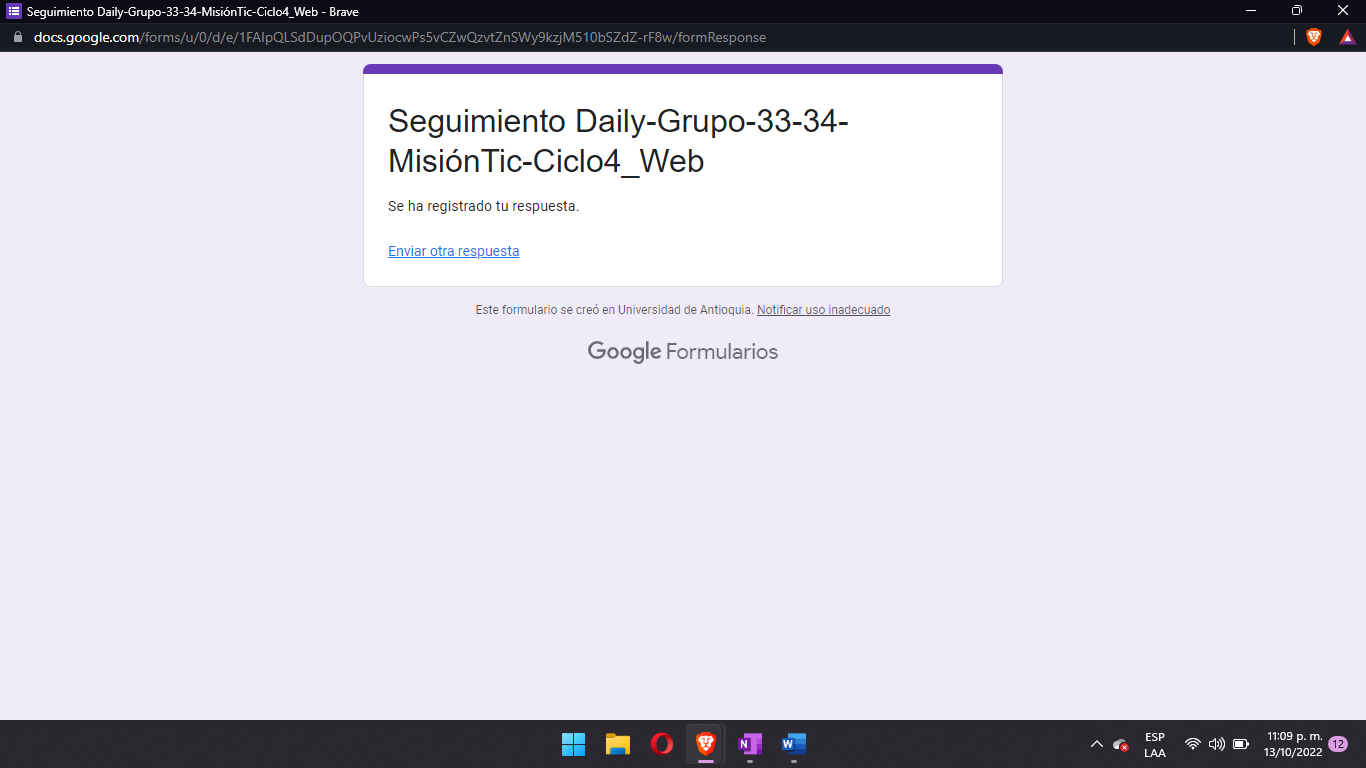 Seguimiento Daily-Grupo-33-34-MisiónTic-Ciclo4_Web - Brave
docs.google.com/forms/u/0/d/e/1FAIpQLSdDupOQPvUziocwPs5vCZwQzvtZnSWy9kzjM510bSZdZ-rF8w/formResponse
Seguimiento Daily-Grupo-33-34-
MisiónTic-Ciclo4_Web
Se ha registrado tu respuesta.
Enviar otra respuesta
Este formulario se creó en Universidad de Antioquia. Notificar uso inadecuado
Google Formularios
N
W
ESP
LAA
11:09 p. m.
13/10/2022
12